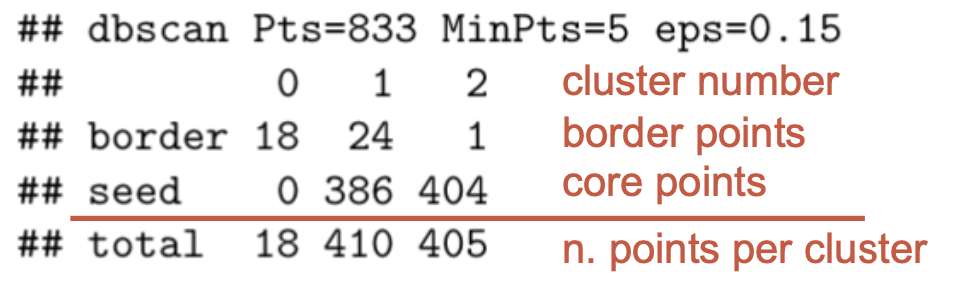 ## dbscan Pts=833 MinPts=5 eps=0.15
## 0 1 2 cluster number
## border 18 24 1 border points
## seed 0 386 404 core points
## total 18 410 405 n. points per cluster